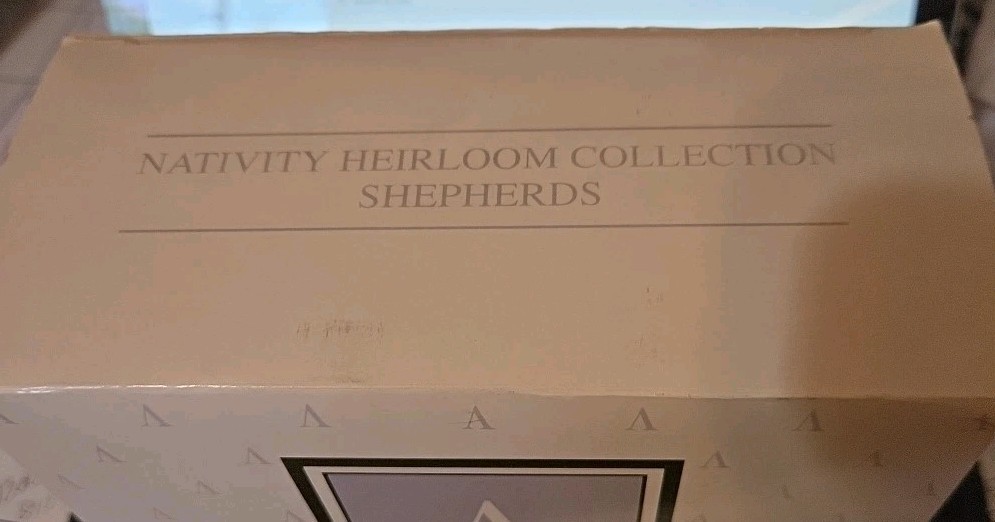 NATIVITY HEIRLOOM COLLECTION
SHEPHERDS
A A A A A